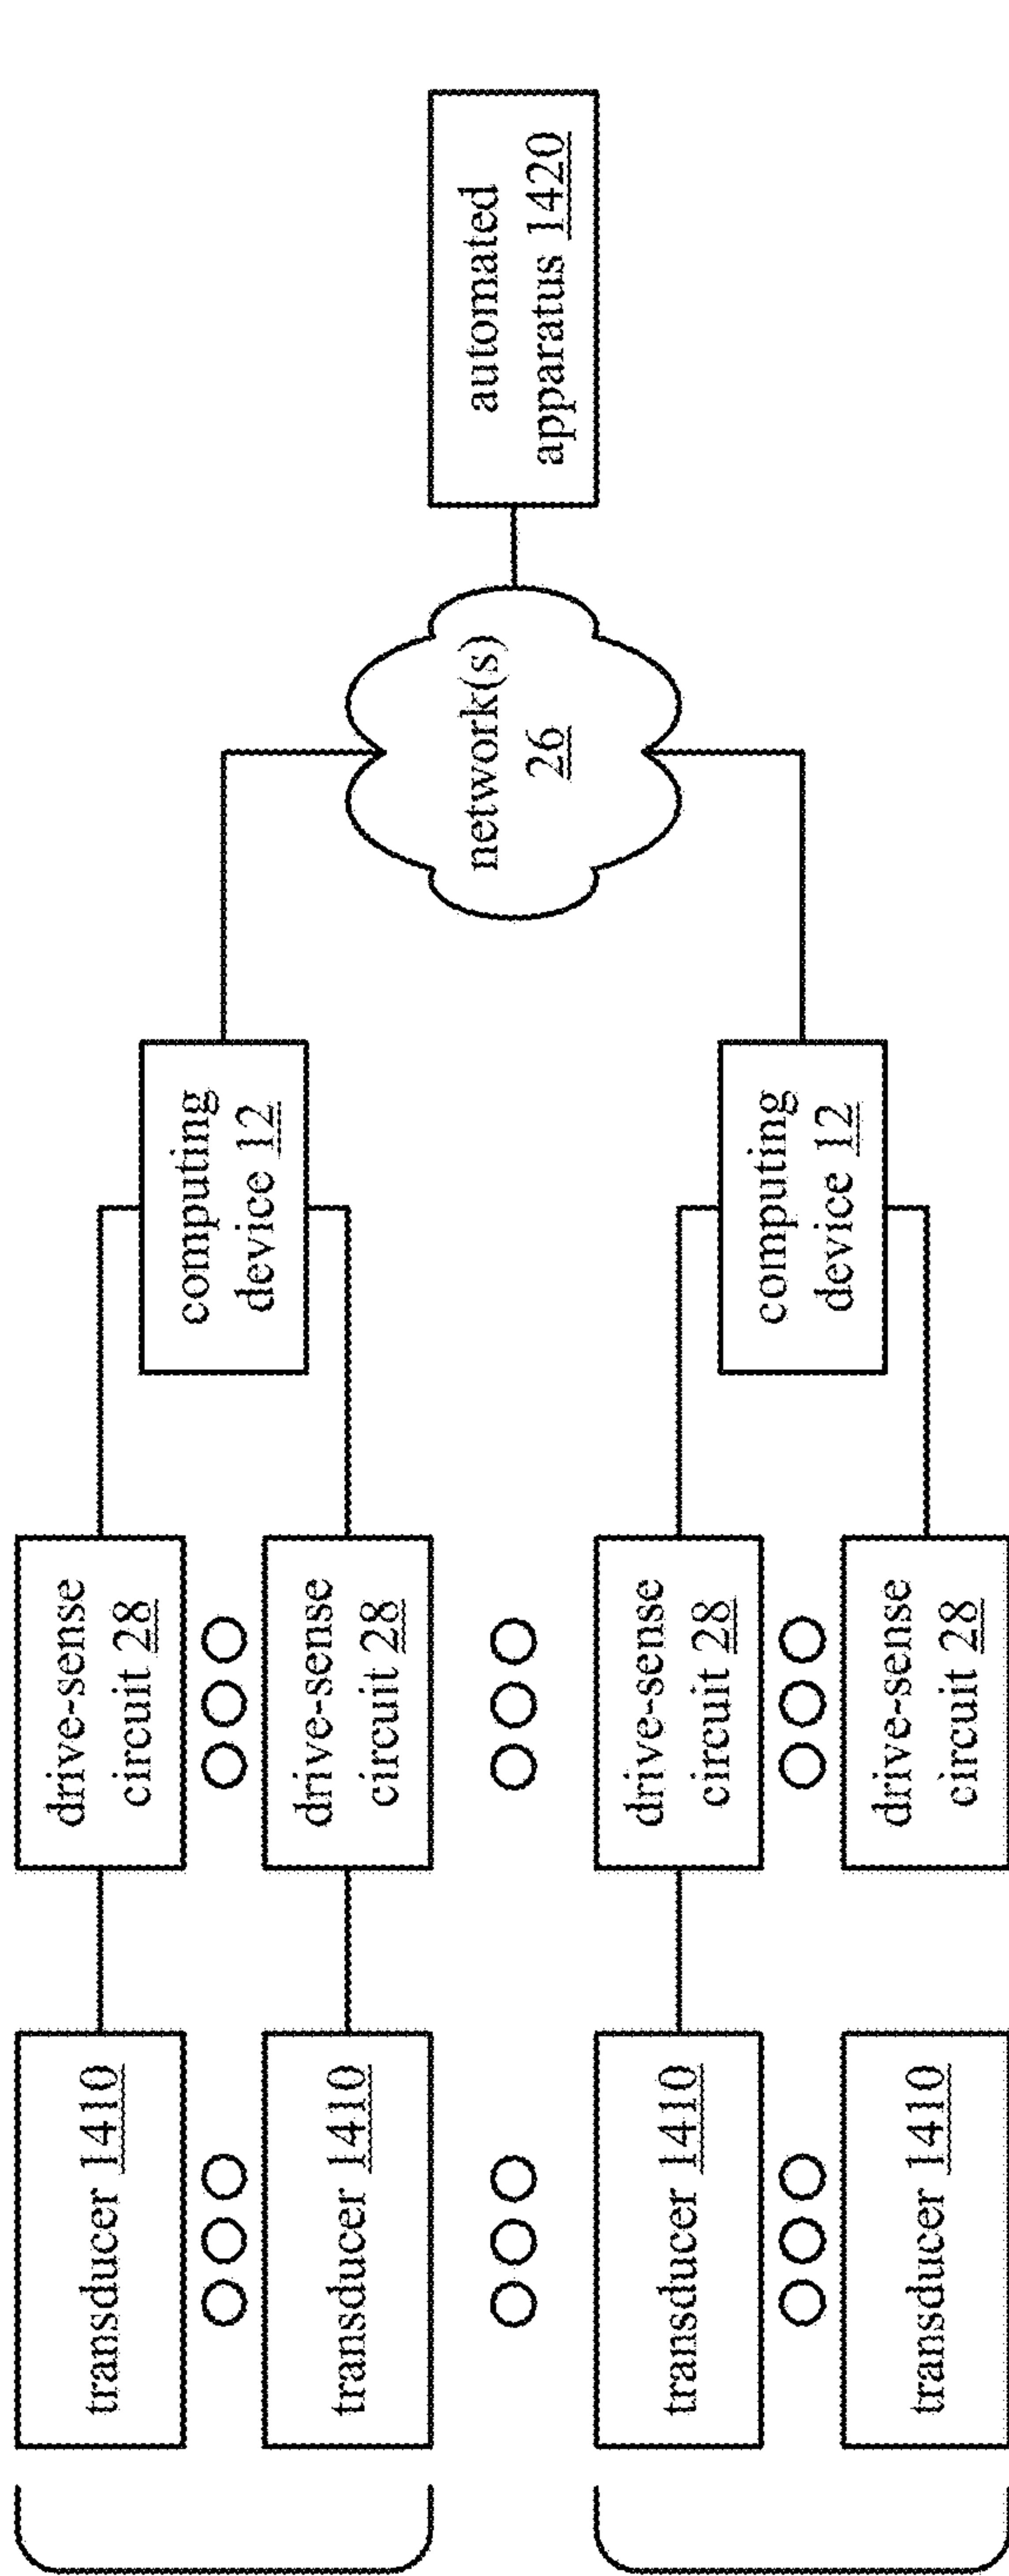 transducer 1410
drive-sense
circuit 28
transducer 1410
drive-sense
circuit 28
computing
device 12
transducer 1410
drive-sense
circuit 28
transducer 1410
drive-sense
circuit 28
computing
device 12
network(s)
26
automated
apparatus 1420